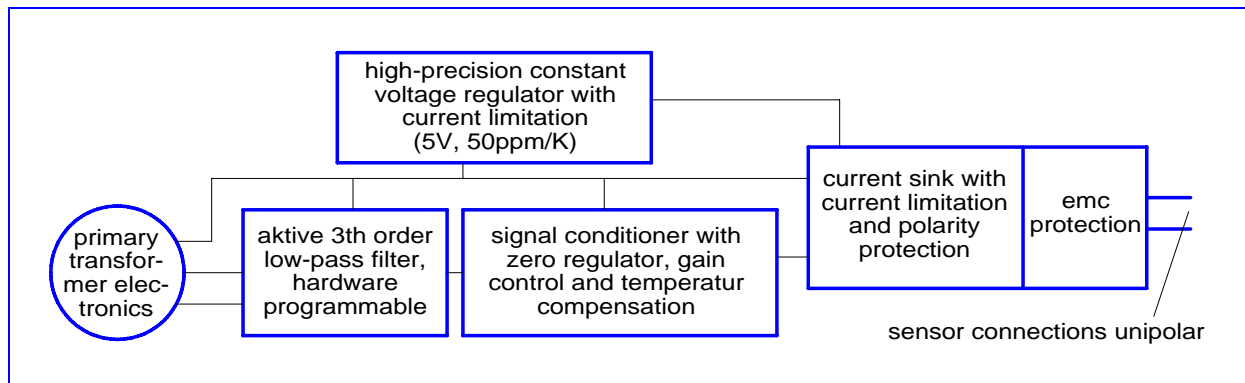 high-precision constant
voltage regulator with
current limitation
(5V, 50ppm/K)
primary
transfor-
mer elec-
tronics
aktive 3th order
low-pass filter,
hardware
programmable
signal conditioner with
zero regulator, gain
control and temperatur
compensation
current sink with
current limitation
and polarity
protection
emc
protection
sensor connections unipolar